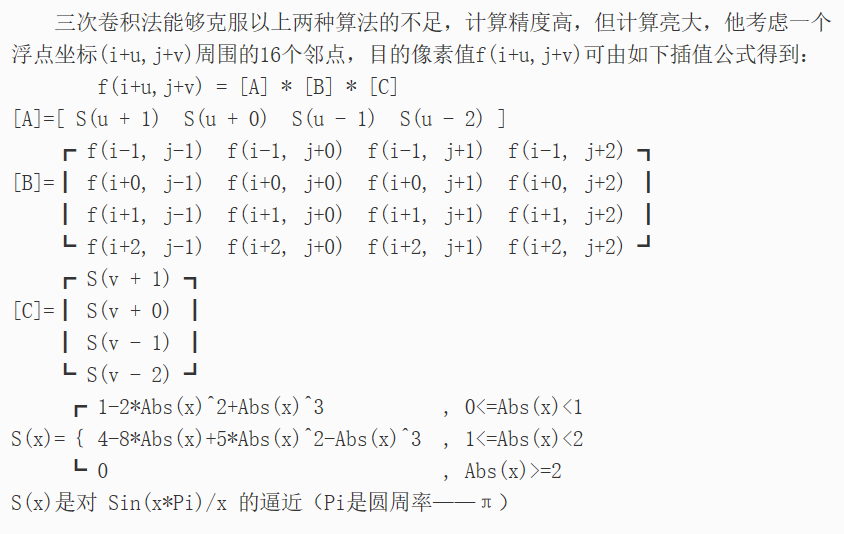 三次卷积法能够克服以上两种算法的不足，计算精度高，但计算亮大，他考虑一个
浮点坐标(i+u,j+v)周围的16个邻点，目的像素值f(i+u,j+v)可由如下插值公式得到：
f(i+u,j+v) = [A] * [B] * [C]
[A]=[ S(u + 1)  S(u + 0)  S(u - 1)  S(u - 2) ]
┏ f(i-1, j-1)  f(i-1, j+0)  f(i-1, j+1)  f(i-1, j+2) ┓
[B]=┃ f(i+0, j-1)  f(i+0, j+0)  f(i+0, j+1)  f(i+0, j+2) ┃
┃ f(i+1, j-1)  f(i+1, j+0)  f(i+1, j+1)  f(i+1, j+2) ┃
┗ f(i+2, j-1)  f(i+2, j+0)  f(i+2, j+1)  f(i+2, j+2) ┛
┏ S(v + 1) ┓
[C]=┃ S(v + 0) ┃
┃ S(v - 1) ┃
┗ S(v - 2) ┛
┏ 1-2*Abs(x)^2+Abs(x)^3 , 0<=Abs(x)<1
S(x)={ 4-8*Abs(x)+5*Abs(x)^2-Abs(x)^3 , 1<=Abs(x)<2
┗ 0 , Abs(x)>=2
S(x)是对 Sin(x*Pi)/x 的逼近（Pi是圆周率——π）